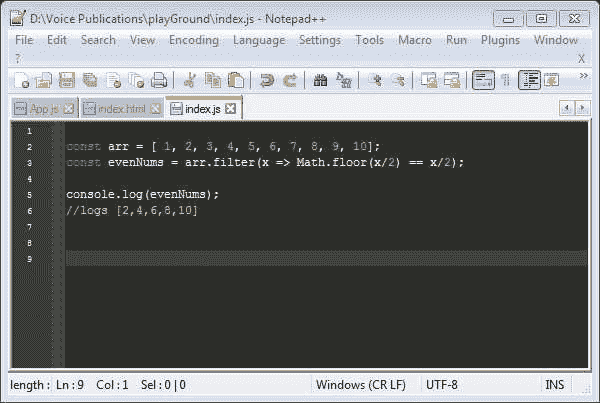 D:\Voice Publications\playGround\index.js - Notepad++
File Edit Search View Encoding Language Settings Tools Macro Run Plugins Window
? X
App.js index.html index.js
1
2 const arr = [ 1, 2, 3, 4, 5, 6, 7, 8, 9, 10];
3 const evenNums = arr.filter(x => Math.floor(x/2) == x/2);
4
5 console.log(evenNums);
6 //logs [2,4,6,8,10]
7
8
9
length : Ln : 9 Col : 1 Sel : 0 | 0 Windows (CR LF) UTF-8 INS